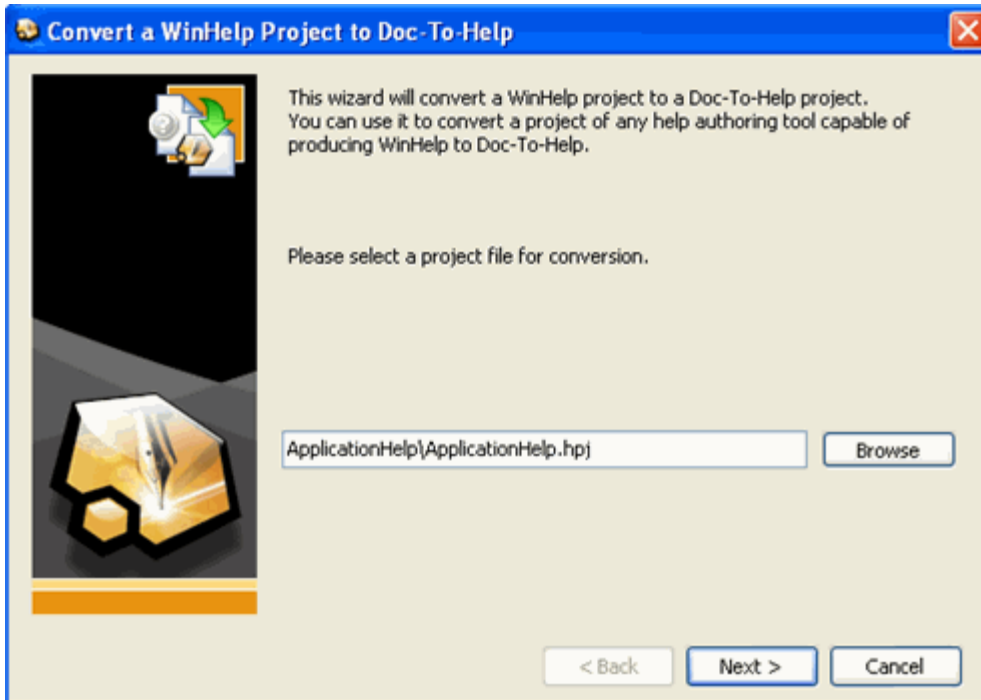 Convert a WinHelp Project to Doc-To-Help
This wizard will convert a WinHelp project to a Doc-To-Help project.
You can use it to convert a project of any help authoring tool capable of
producing WinHelp to Doc-To-Help.
Please select a project file for conversion.
ApplicationHelp\ApplicationHelp.hpj
Browse
< Back
Next >
Cancel